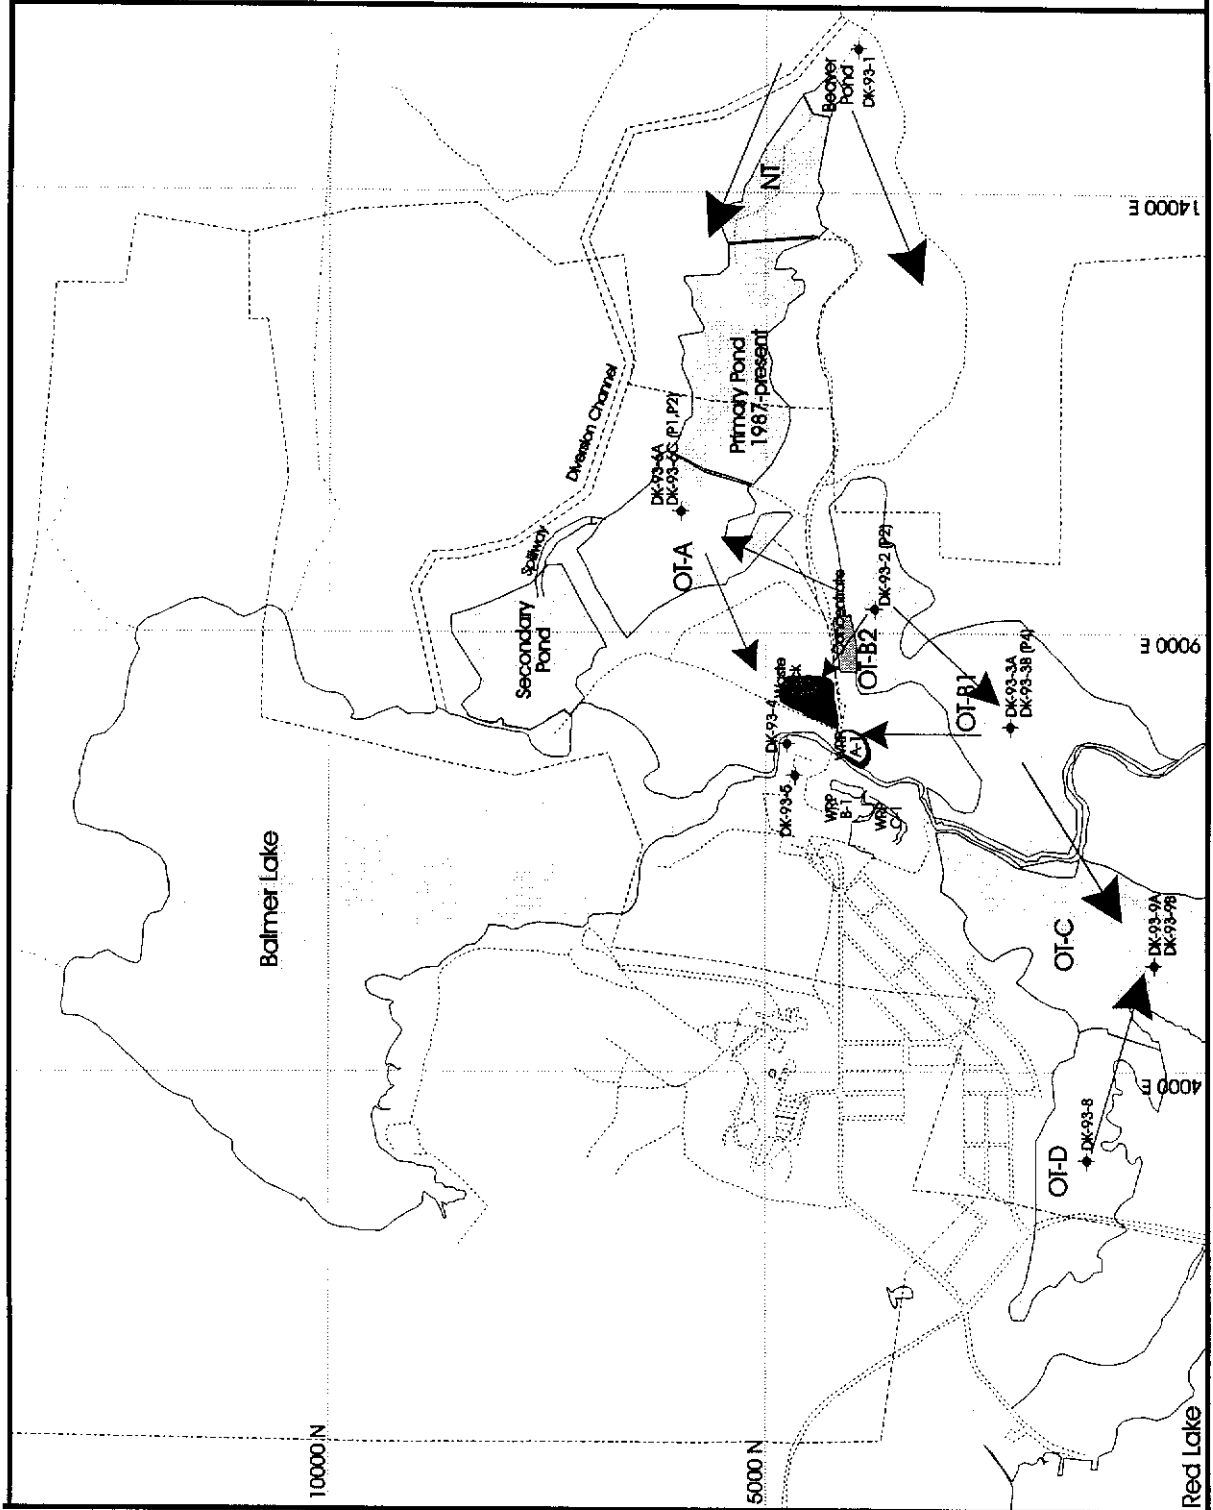 Balmer Lake
10000 N
5000 N
Red Lake
4000 E
9000 E
14000 E
Secondary
Pond
Spillway
Diversion Channel
DK-93-6A
DK-93-6C (P1,P2)
OT-A
Primary Pond
1987-present
NT
Beaver
Pond
DK-93-1
DK-93-4
Waste
DK-93-5
Concentrate
OT-B2
DK-93-2 (P2)
WRP
A-1
WRP
B-1
WRP
C-1
OT-B1
DK-93-3A
DK-93-3B (P4)
OT-C
DK-93-9A
DK-93-9B
OT-D
DK-93-8